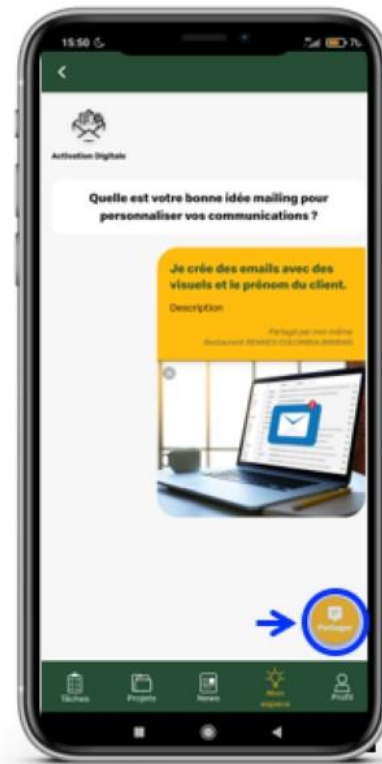 15:50
Activation Digitale
Quelle est votre bonne idée mailing pour
personnaliser vos communications ?
Je crée des emails avec des
visuels et le prénom du client.
Description
Partagé par moi même
Restaurant RENNES COLOMBIA
Partager
Tâches
Projets
News
Mon
espace
Profil